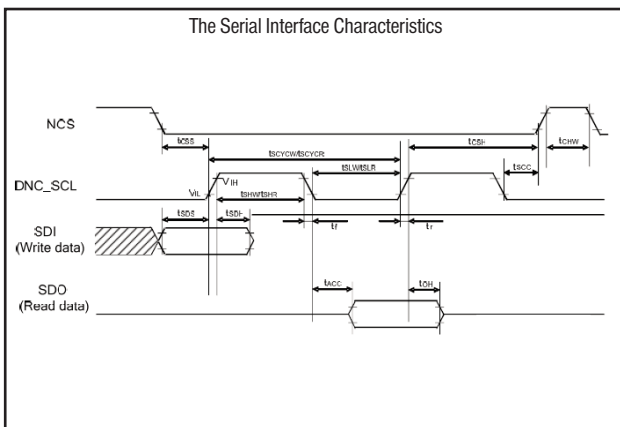 The Serial Interface Characteristics
NCS
tCSS
tSCYCW/tSCYCR
tCSH
tCHW
tSLW/tSLR
tSCC
DNC_SCL
VIL
VIH
tSHW/tSHR
tSDS
tSDH
tf
tr
SDI
(Write data)
SDO
(Read data)
tACC
tOH